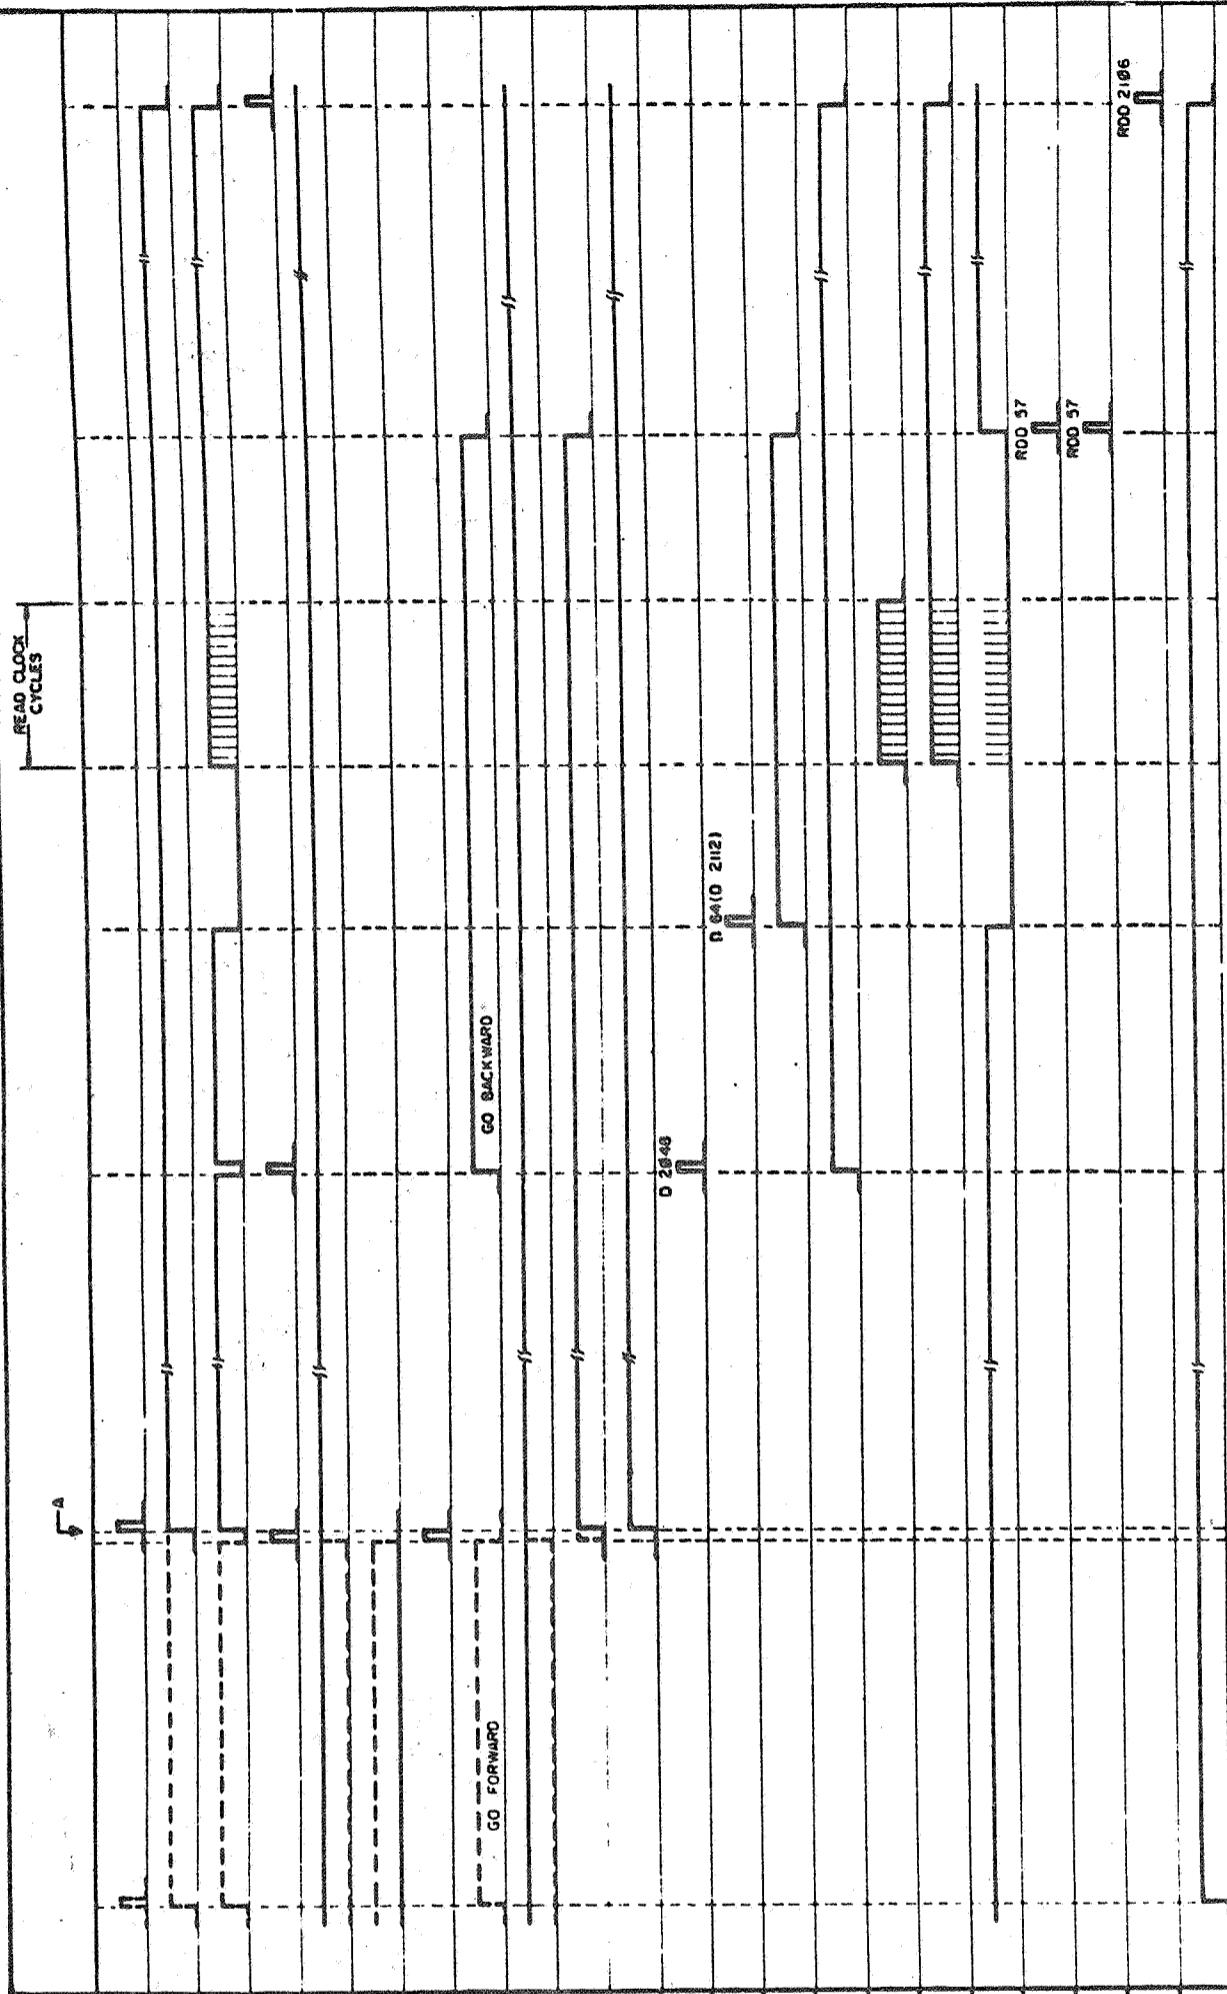 READ CLOCK
CYCLES
A
GO FORWARD
GO BACKWARD
D 2048
D 64(D 2112)
RDD 57
RDD 57
RDD 2106